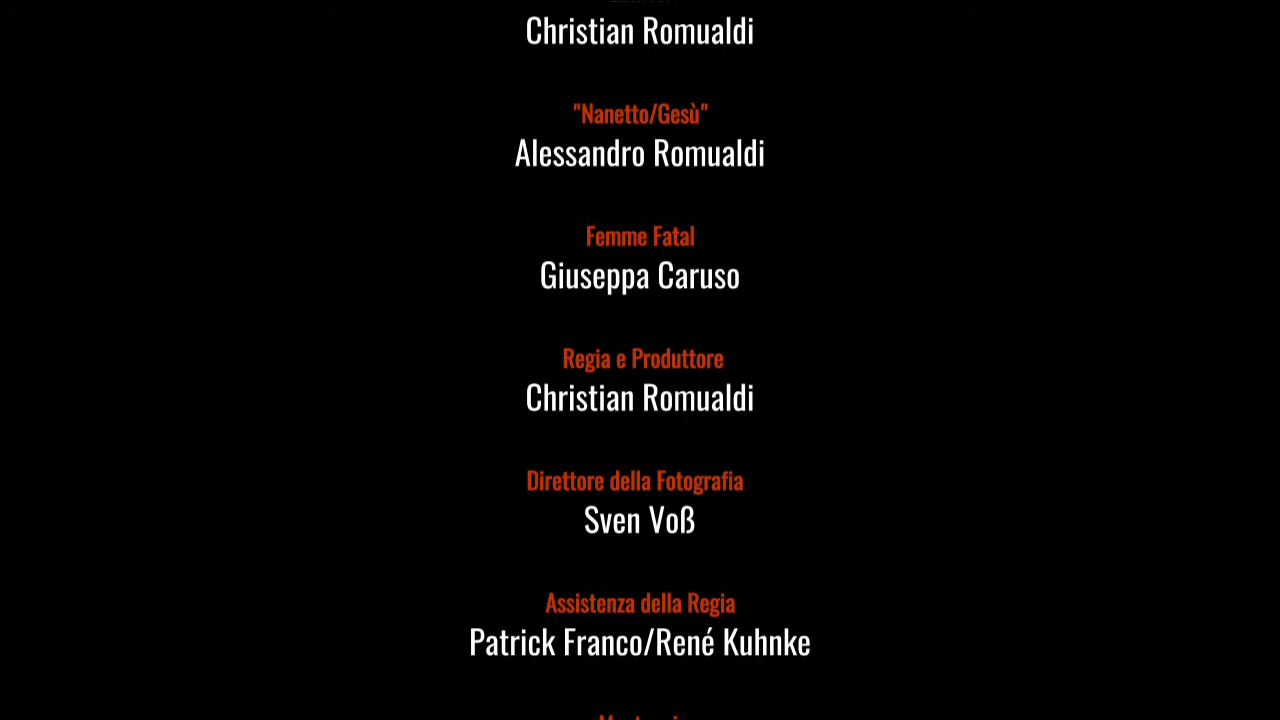 Christian Romualdi
"Nanetto/Gesù"
Alessandro Romualdi
Femme Fatal
Giuseppa Caruso
Regia e Produttore
Christian Romualdi
Direttore della Fotografia
Sven Voß
Assistenza della Regia
Patrick Franco/René Kuhnke